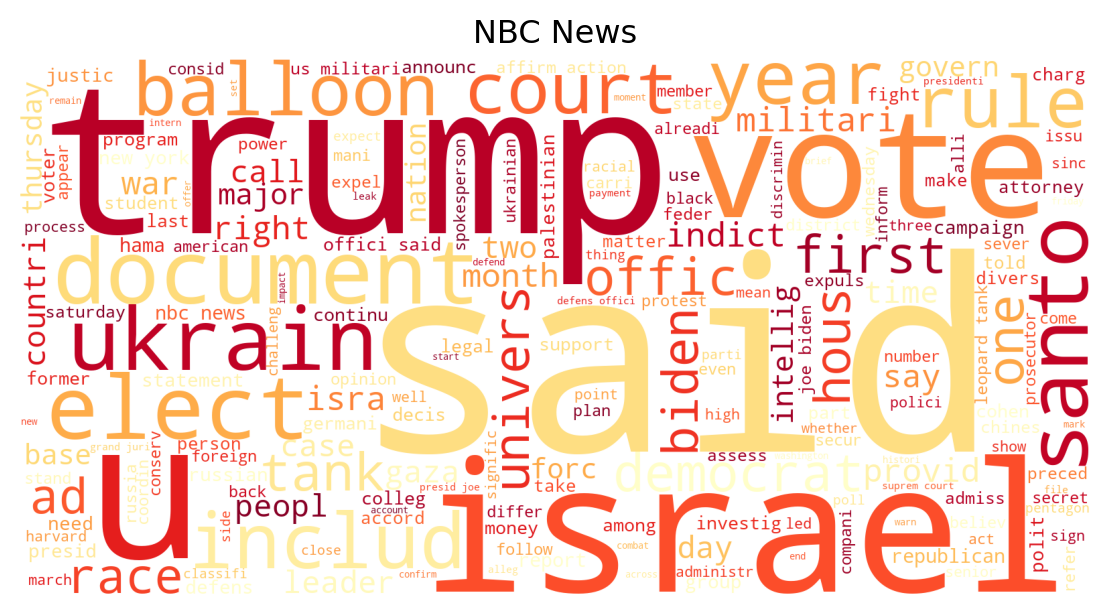 NBC News
justic
balloon
consid
set
us militari
announc
court
affirm action
moment
member
state
year
govern
presidenti
charg
remain
intern
trump
fight
rule
thursday
voter
appear
program
new york
power
mani
expect
expel
leak
nation
spokesperson
ukrainian
palestinian
racial
carri
payment
alreadi
militari
vote
use
black
feder
discrimin
brief
wednesday
alli
make
issu
sinc
attorney
war
student
offer
call
major
last
right
process
hama
american
offici said
two
month
defend
matter
thing
indict
inform
three
campaign
first
sever
told
divers
countri
document
impact
offic
mean
expuls
time
santo
saturday
nbc news
ukrain
continu
challeng
defens offici
protest
said
biden
intellig
joe biden
hous
leopard tank
one
prosecutor
come
former
statement
legal
start
support
univers
parti
even
number
say
polici
elect
isra
opinion
well
decis
germani
point
plan
high
whether
part
secur
cohen
chines
mark
new
base
stand
grand juri
person
foreign
conserv
case
tank
gaza
signific
forc
take
democrat
assess
histori
provid
show
preced
russia
coordin
russian
presid joe
back
peopl
account
colleg
accord
ad
need
harvard
presid
u
side
includ
differ
money
among
investig
led
poll
suprem court
compani
admiss
file
secret
pentagon
believ
act
sign
polit
refer
march
race
classifi
defens
close
leader
confirm
follow
alleg
report
combat
israel
across
administr
group
day
end
warn
republican
senior